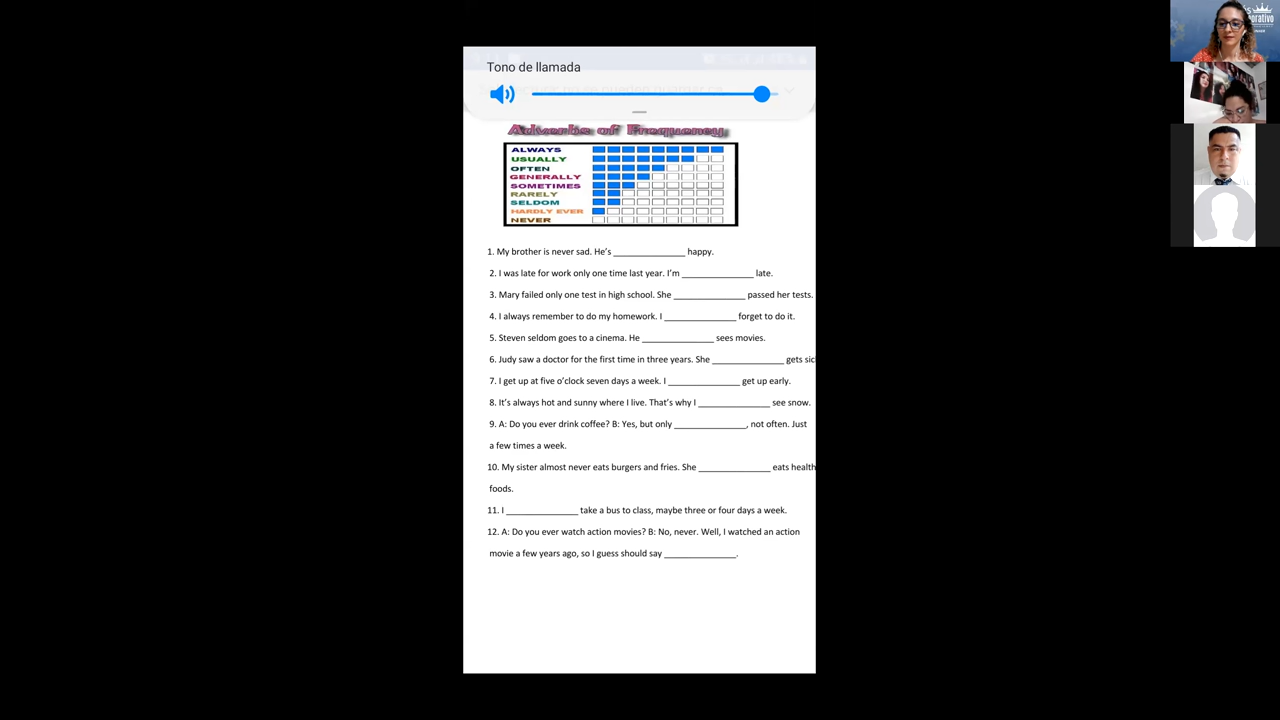 Tono de llamada
Adverbs of Frequency
ALWAYS
USUALLY
OFTEN
GENERALLY
SOMETIMES
RARELY
SELDOM
HARDLY EVER
NEVER
1. My brother is never sad. He's _______________ happy.
2. I was late for work only one time last year. I'm _______________ late.
3. Mary failed only one test in high school. She _______________ passed her tests.
4. I always remember to do my homework. I _______________ forget to do it.
5. Steven seldom goes to a cinema. He _______________ sees movies.
6. Judy saw a doctor for the first time in three years. She _______________ gets sic
7. I get up at five o'clock seven days a week. I _______________ get up early.
8. It's always hot and sunny where I live. That's why I _______________ see snow.
9. A: Do you ever drink coffee? B: Yes, but only _______________, not often. Just
a few times a week.
10. My sister almost never eats burgers and fries. She _______________ eats health
foods.
11. I _______________ take a bus to class, maybe three or four days a week.
12. A: Do you ever watch action movies? B: No, never. Well, I watched an action
movie a few years ago, so I guess should say _______________.